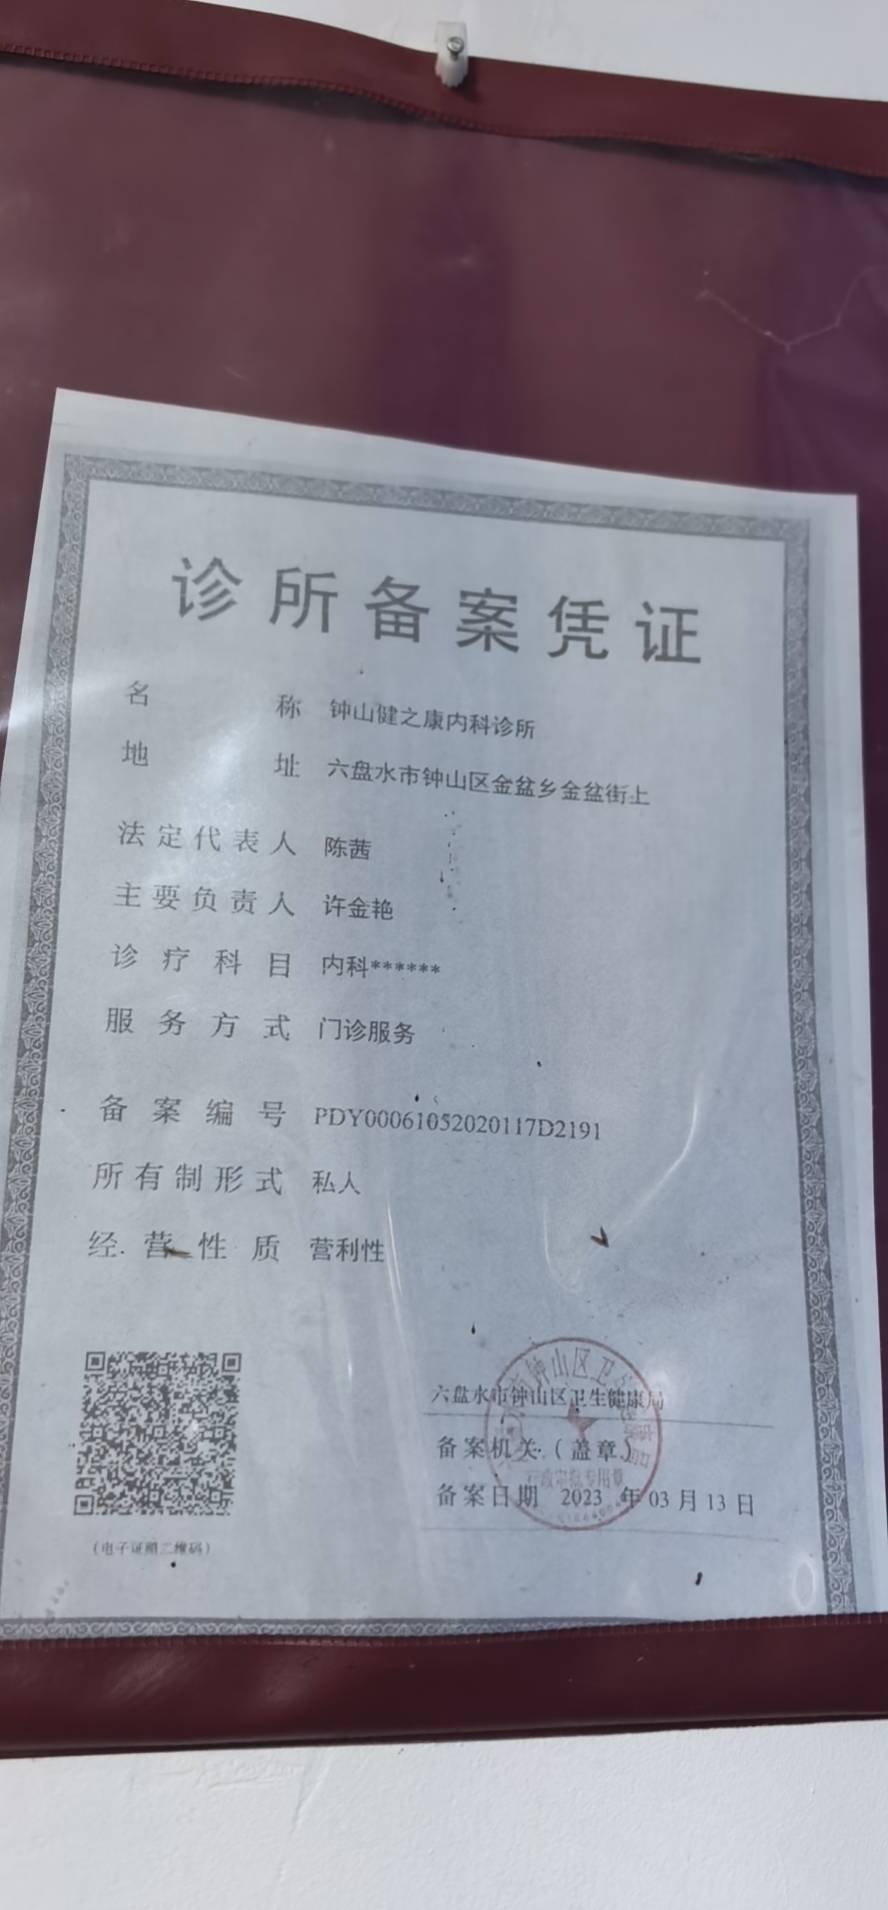 诊所备案凭证
名称 钟山健之康内科诊所
地址 六盘水市钟山区金盆乡金盆街上
法定代表人 陈茜
主要负责人 许金艳
诊疗科目 内科******
服务方式 门诊服务
备案编号 PDY00061052020117D2191
所有制形式 私人
经营性质 营利性
六盘水市钟山区卫生健康局
备案机关(盖章)
备案日期 2023 年 03 月 13 日
(电子证照二维码)